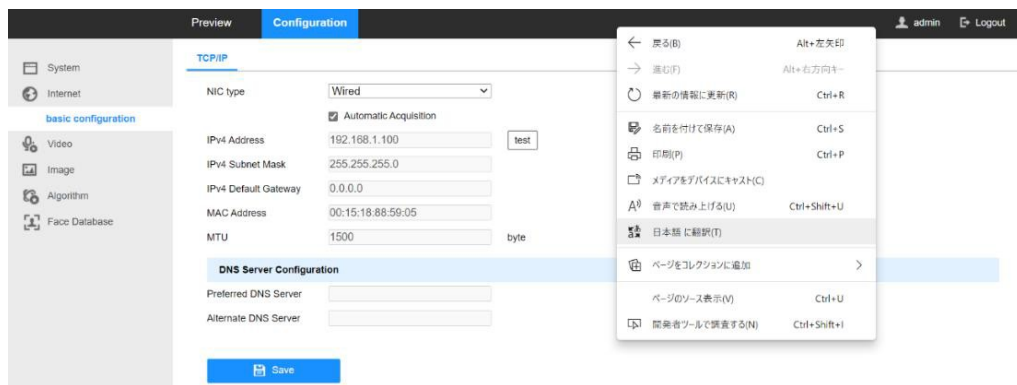 Preview Configuration admin Logout
System
Internet
basic configuration
Video
Image
Algorithm
Face Database
TCP/IP
NIC type Wired
Automatic Acquisition
IPv4 Address 192.168.1.100 test
IPv4 Subnet Mask 255.255.255.0
IPv4 Default Gateway 0.0.0.0
MAC Address 00:15:18:88:59:05
MTU 1500 byte
DNS Server Configuration
Preferred DNS Server
Alternate DNS Server
Save
戻る(B) Alt+左矢印
進む(F) Alt+右方向キー
最新の情報に更新(R) Ctrl+R
名前を付けて保存(A) Ctrl+S
印刷(P) Ctrl+P
メディアをデバイスにキャスト(C)
音声で読み上げる(U) Ctrl+Shift+U
日本語 に翻訳(T)
ページをコレクションに追加
ページのソース表示(V) Ctrl+U
開発者ツールで調査する(N) Ctrl+Shift+I